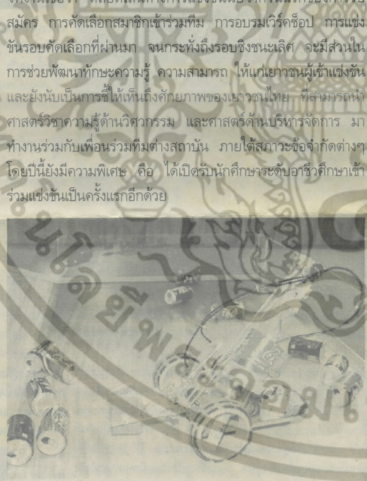 สมัคร การคัดเลือกสมาชิกเข้าร่วมทีม การอบรมเวิร์คช็อป การแข่ง
ขันรอบคัดเลือกที่ผ่านมา จนกระทั่งถึงรอบชิงชนะเลิศ จะมีส่วนใน
การช่วยพัฒนาทักษะความรู้ ความสามารถ ให้แก่เยาวชนผู้เข้าแข่งขัน
และยังนับเป็นการชี้ให้เห็นถึงศักยภาพของเยาวชนไทย ที่สามารถนำ
ศาสตร์วิชาความรู้ด้านวิศวกรรม และศาสตร์ด้านบริหารจัดการ มา
ทำงานร่วมกับเพื่อนร่วมทีมต่างสถาบัน ภายใต้สภาวะข้อจำกัดต่างๆ
โดยปีนี้ยังมีความพิเศษ คือ ได้เปิดรับนักศึกษาระดับอาชีวศึกษาเข้า
ร่วมแข่งขันเป็นครั้งแรกอีกด้วย